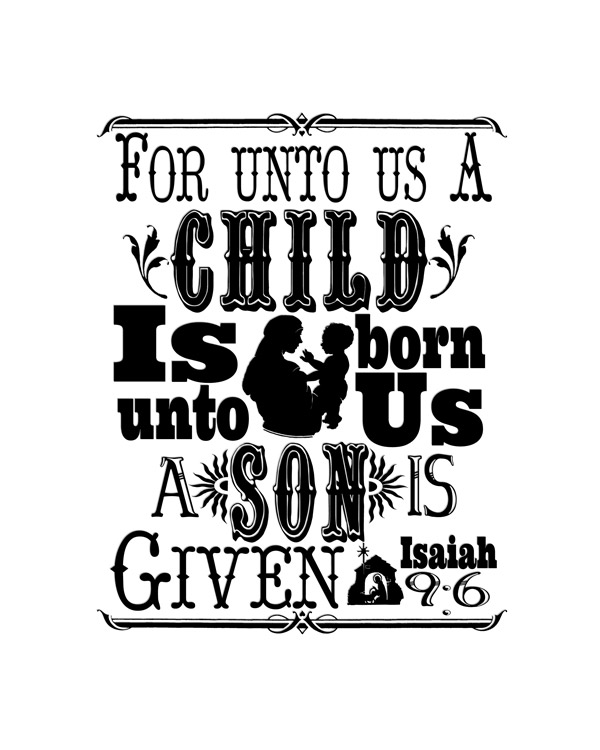 FOR UNTO US A
CHILD
Is born
unto Us
A SON IS
GIVEN Isaiah
9:6